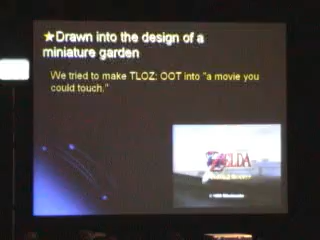 ★Drawn into the design of a
miniature garden
We tried to make TLOZ: OOT into "a movie you
could touch."
ZELDA